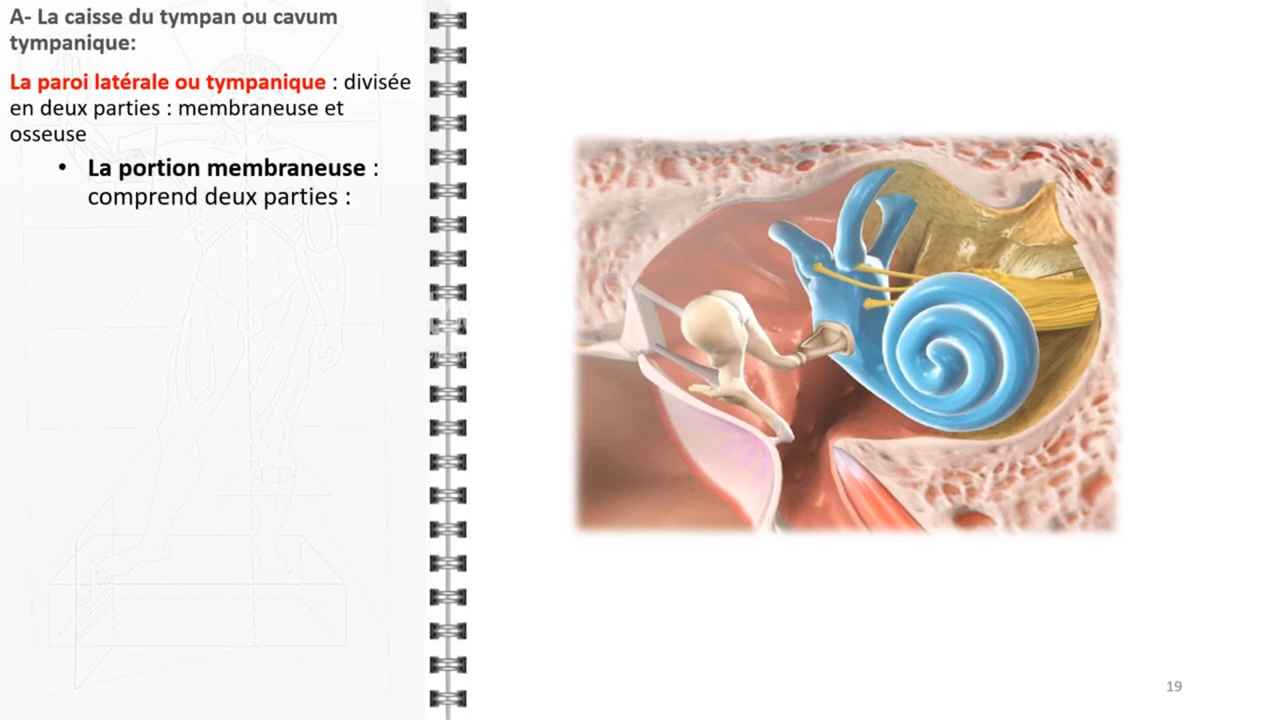 A- La caisse du tympan ou cavum
tympanique:
La paroi latérale ou tympanique : divisée
en deux parties : membraneuse et
osseuse
• La portion membraneuse :
comprend deux parties :
19